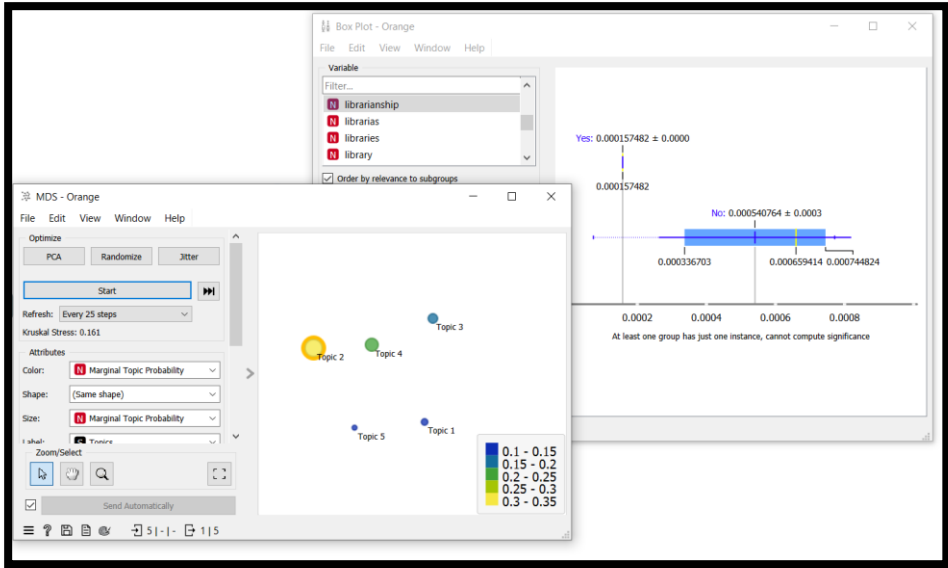 Box Plot - Orange
File Edit View Window Help
Variable
Filter...
N librarianship
N librarias
N libraries
N library
Order by relevance to subgroups
Yes: 0.000157482 ± 0.0000
0.000157482
No: 0.000540764 ± 0.0003
0.000336703
0.000659414 0.000744824
0.0002 0.0004 0.0006 0.0008
At least one group has just one instance, cannot compute significance
MDS - Orange
File Edit View Window Help
Optimize
PCA Randomize Jitter
Start
Refresh: Every 25 steps
Kruskal Stress: 0.161
Attributes
Color: N Marginal Topic Probability
Shape: (Same shape)
Size: N Marginal Topic Probability
Label: S Topics
Zoom/Select
Send Automatically
5 | - | - 1 | 5
Topic 3
Topic 2
Topic 4
Topic 5
Topic 1
0.1 - 0.15
0.15 - 0.2
0.2 - 0.25
0.25 - 0.3
0.3 - 0.35